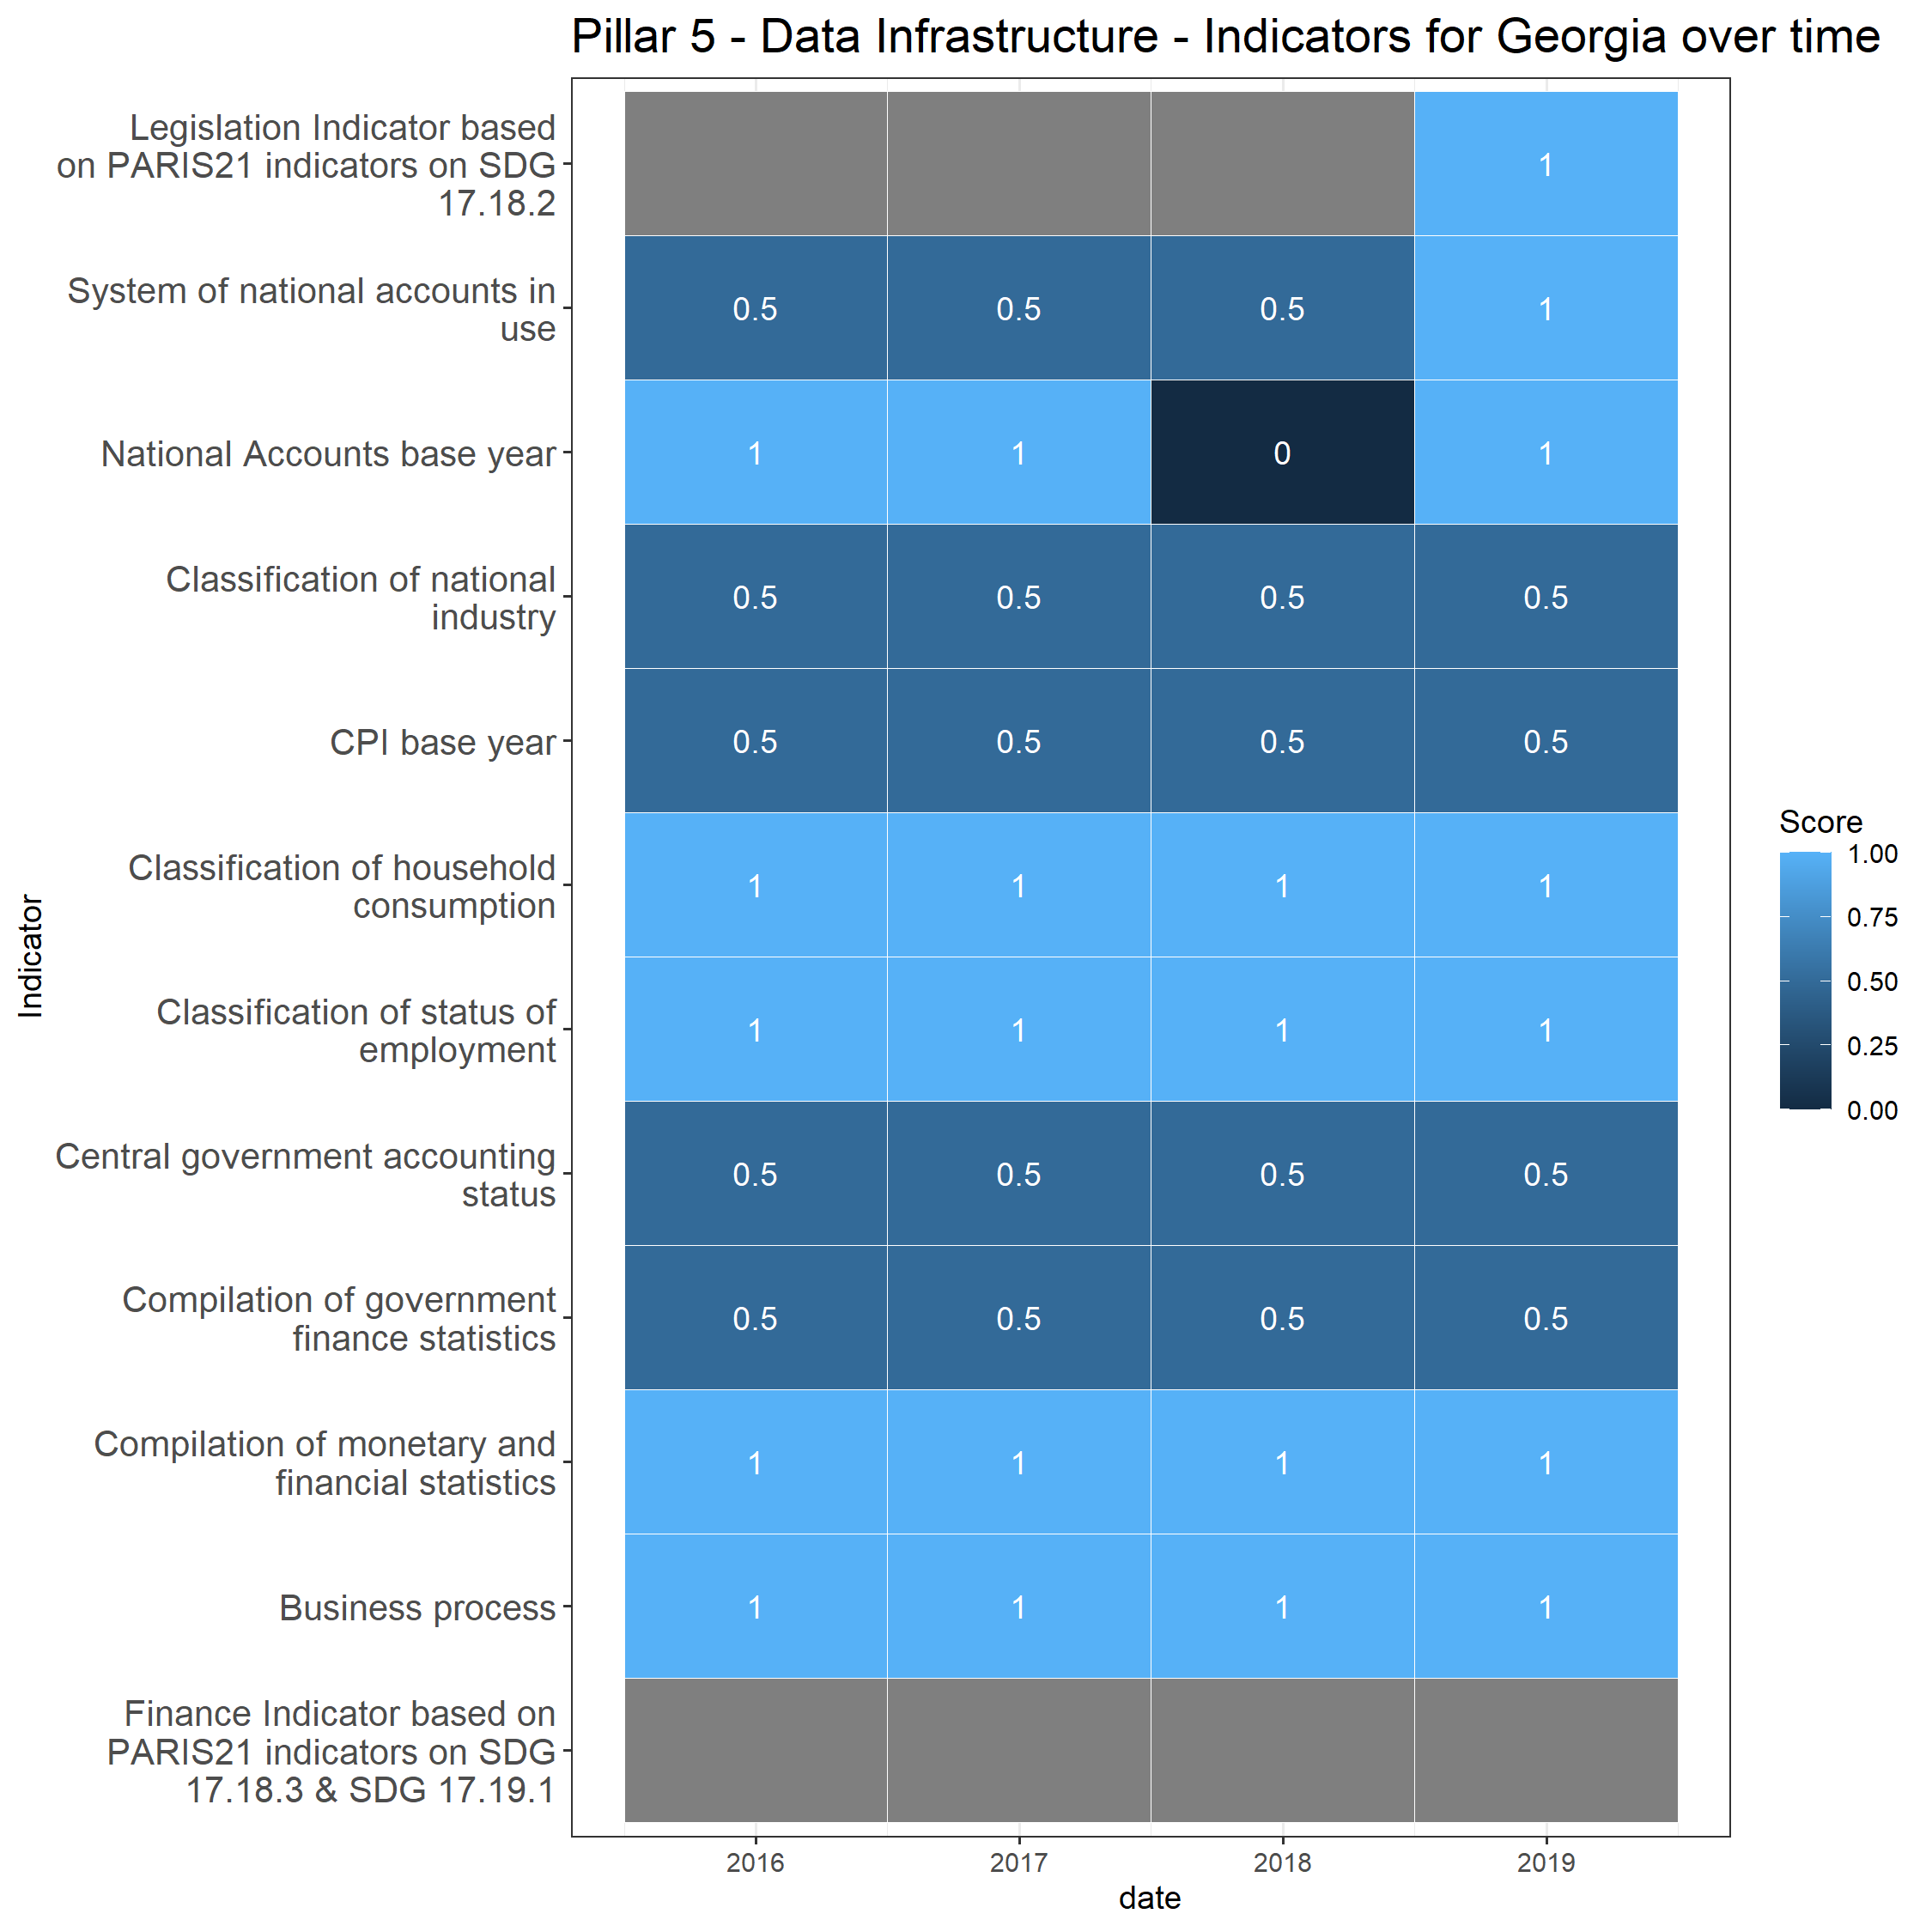 Pillar 5 - Data Infrastructure - Indicators for Georgia over time
Legislation Indicator based
on PARIS21 indicators on SDG
17.18.2
1
System of national accounts in
use
0.5 0.5 0.5 1
National Accounts base year
1 1 0 1
Classification of national
industry
0.5 0.5 0.5 0.5
CPI base year
0.5 0.5 0.5 0.5
Classification of household
consumption
1 1 1 1
Classification of status of
employment
1 1 1 1
Central government accounting
status
0.5 0.5 0.5 0.5
Compilation of government
finance statistics
0.5 0.5 0.5 0.5
Compilation of monetary and
financial statistics
1 1 1 1
Business process
1 1 1 1
Finance Indicator based on
PARIS21 indicators on SDG
17.18.3 & SDG 17.19.1
2016 2017 2018 2019
date
Indicator
Score
1.00
0.75
0.50
0.25
0.00